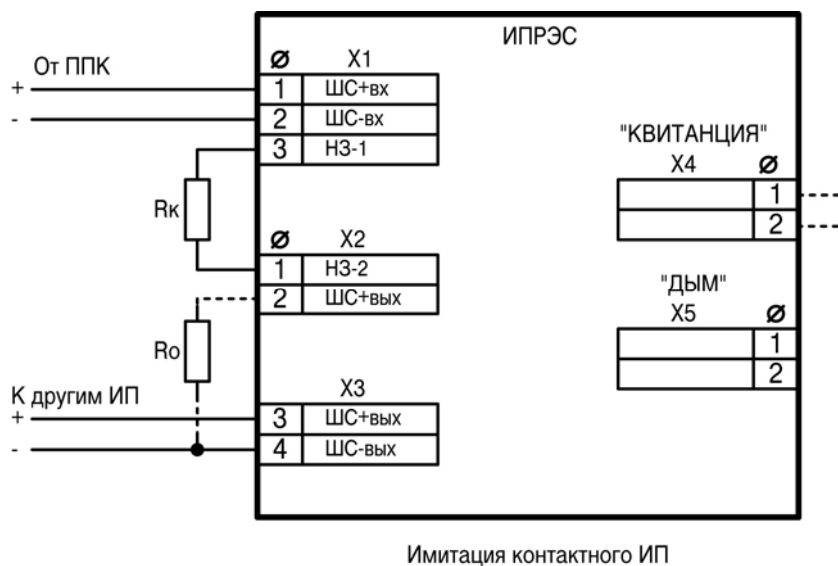 ИПРЭС
От ППК
Ø X1
+ 1 ШС+вх
- 2 ШС-вх
3 НЗ-1
"КВИТАНЦИЯ"
X4 Ø
1
2
Rк
Ø X2
1 НЗ-2
2 ШС+вых
"ДЫМ"
X5 Ø
1
2
Rо
К другим ИП
X3
+ 3 ШС+вых
- 4 ШС-вых
Имитация контактного ИП